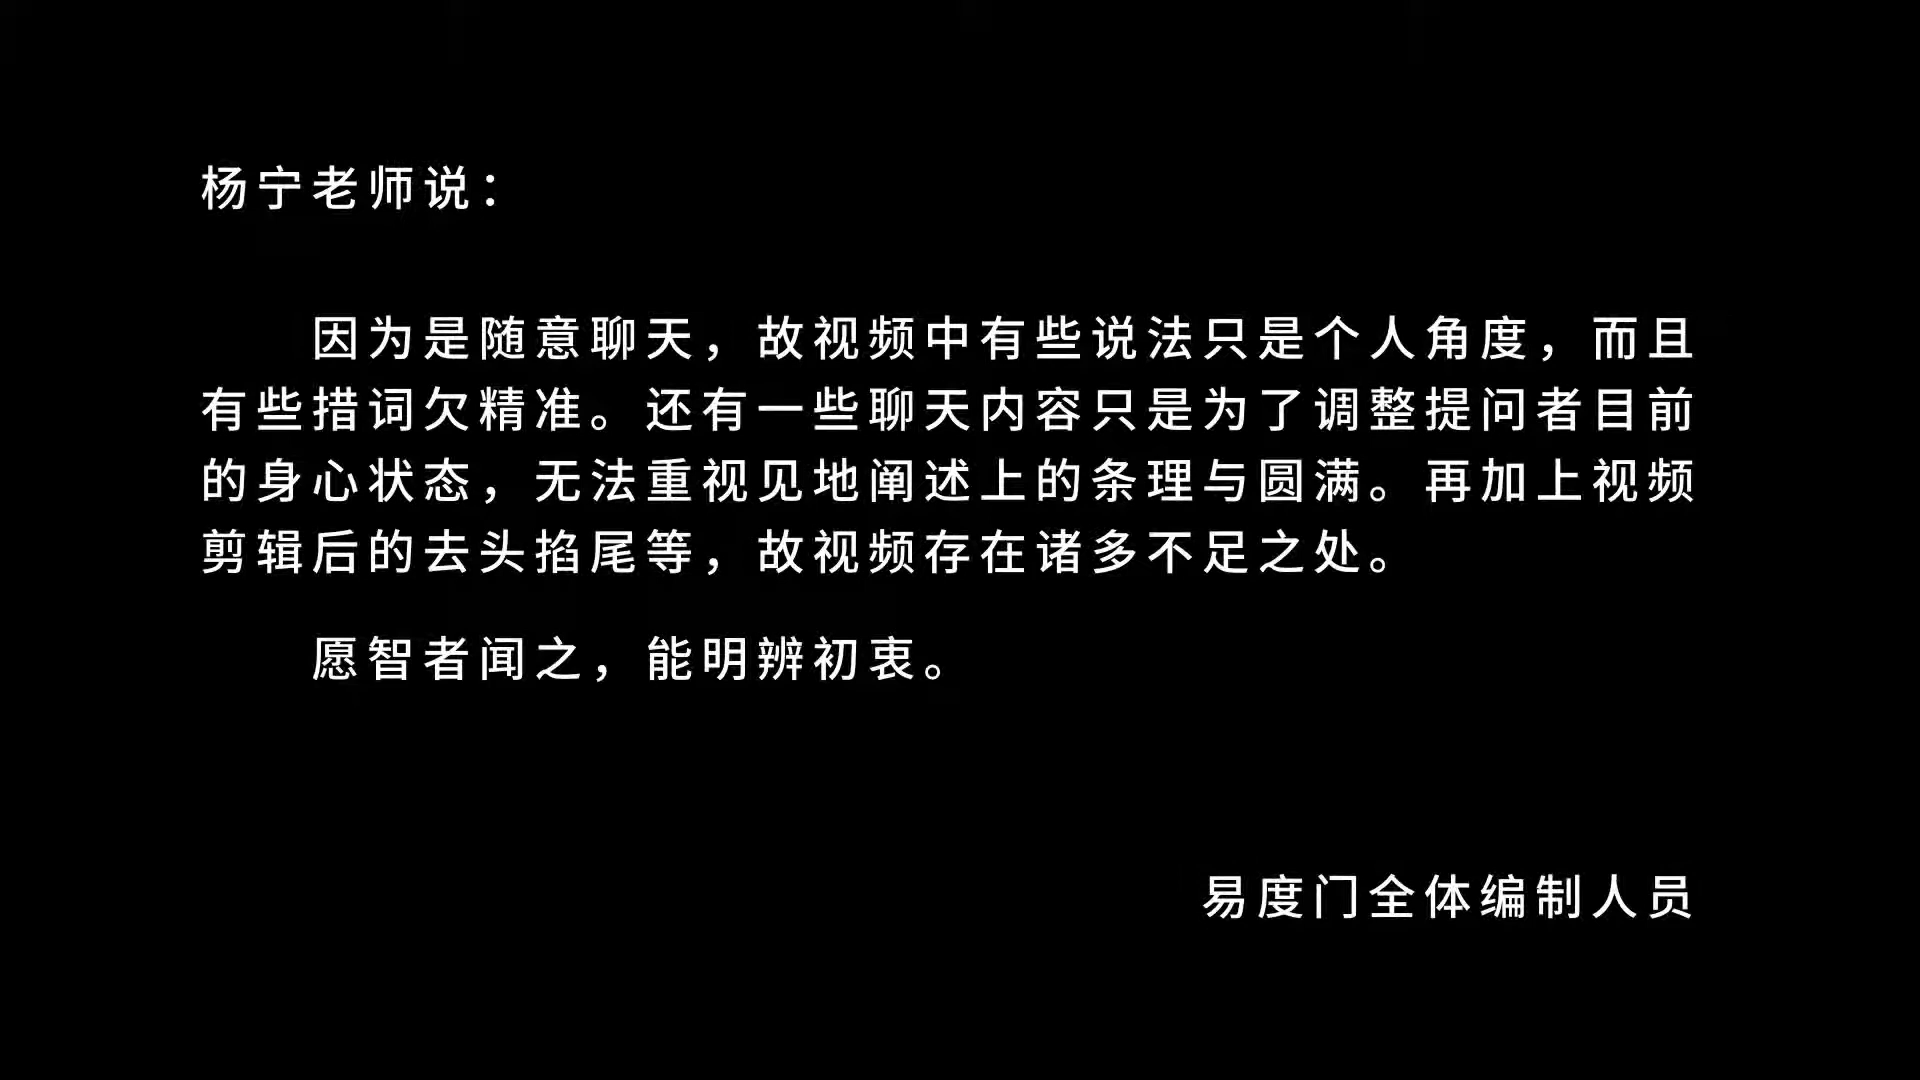 杨宁老师说：
因为是随意聊天，故视频中有些说法只是个人角度，而且
有些措词欠精准。还有一些聊天内容只是为了调整提问者目前
的身心状态，无法重视见地阐述上的条理与圆满。再加上视频
剪辑后的去头掐尾等，故视频存在诸多不足之处。
愿智者闻之，能明辨初衷。
易度门全体编制人员